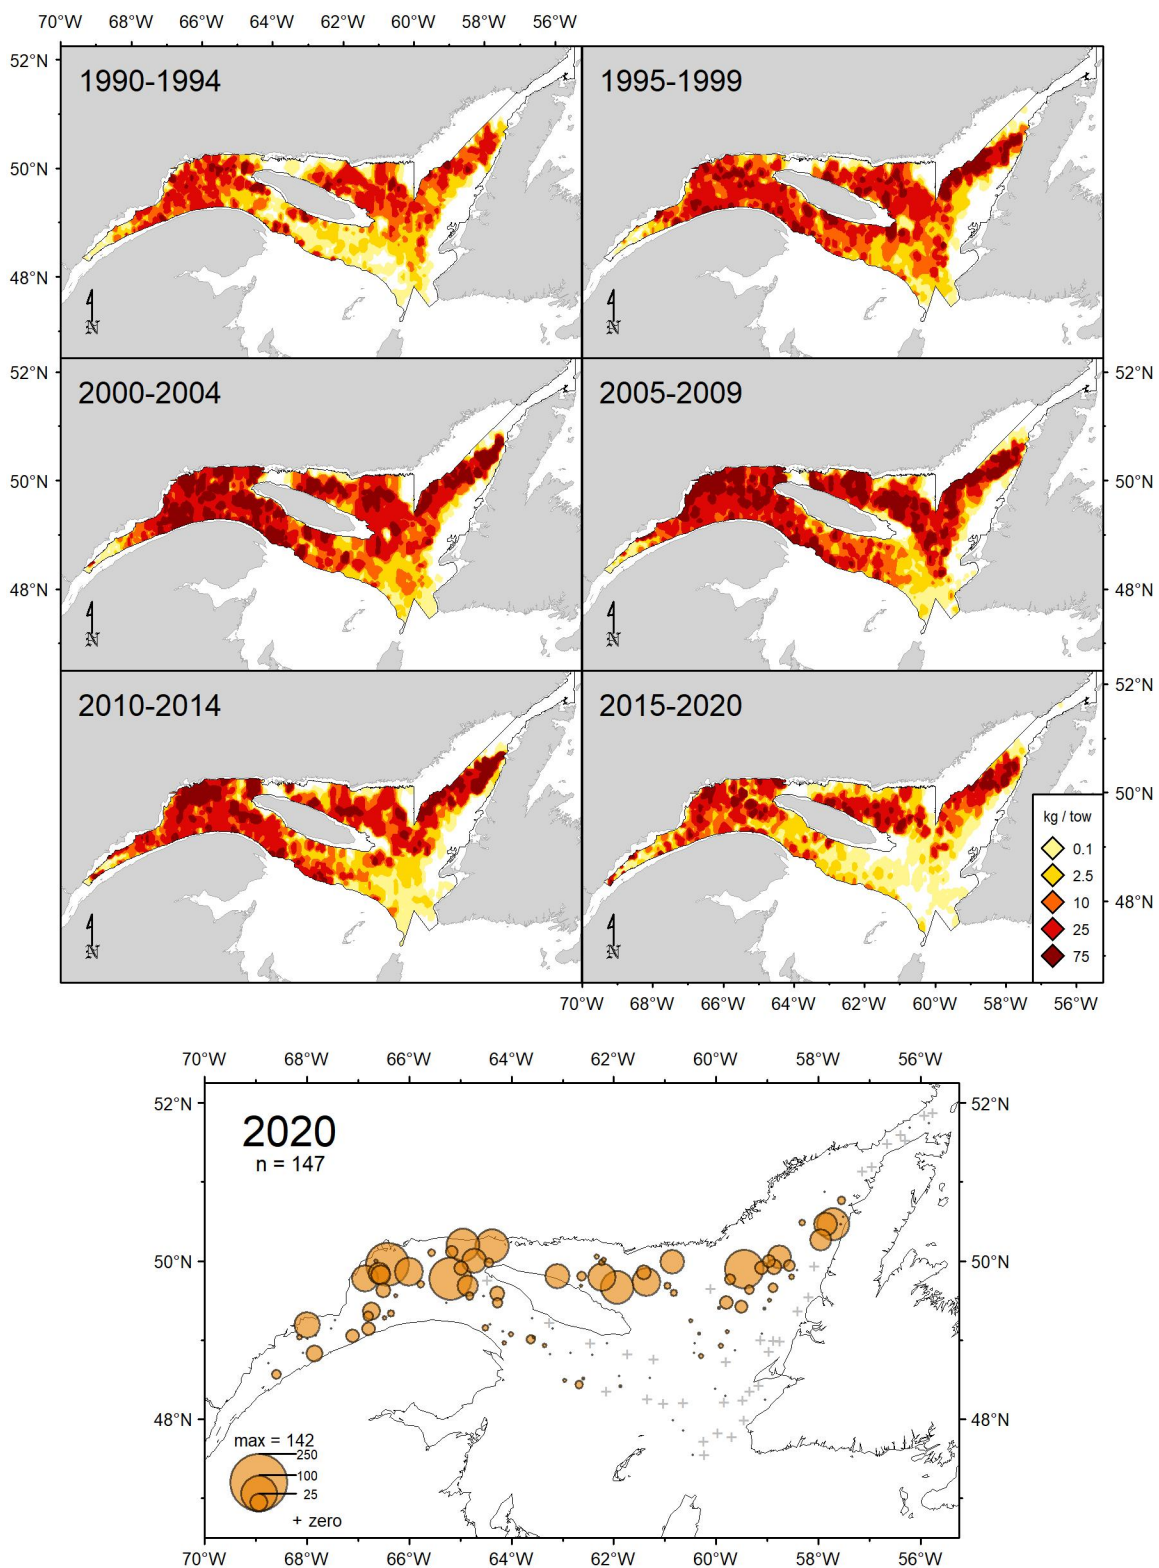 70°W 68°W 66°W 64°W 62°W 60°W 58°W 56°W
52°N
1990-1994 1995-1999
50°N
48°N
N N
52°N 52°N
2000-2004 2005-2009
50°N 50°N
48°N 48°N
N N
52°N
2010-2014 2015-2020
50°N
kg / tow
0.1
2.5
10
48°N
25
N N
75
70°W 68°W 66°W 64°W 62°W 60°W 58°W 56°W
70°W 68°W 66°W 64°W 62°W 60°W 58°W 56°W
52°N 52°N
2020
n = 147
50°N 50°N
48°N 48°N
max = 142
250
100
25
+ zero
70°W 68°W 66°W 64°W 62°W 60°W 58°W 56°W